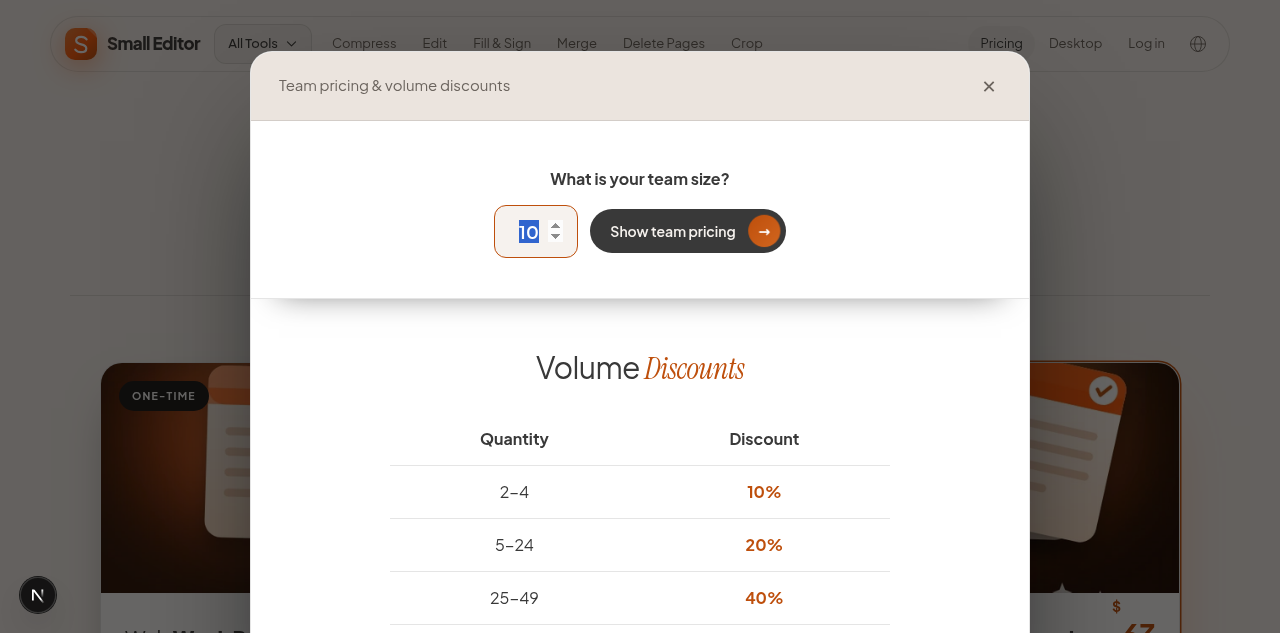 S Small Editor All Tools Compress Edit Fill & Sign Merge Delete Pages Crop Pricing Desktop Log in
Team pricing & volume discounts ×
What is your team size?
10 Show team pricing →
Volume Discounts
ONE-TIME
Quantity Discount
2–4 10%
5–24 20%
25–49 40%
N
$